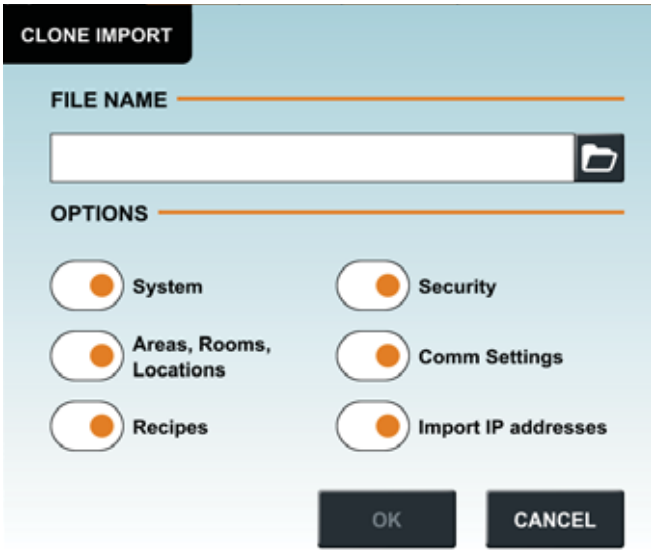 CLONE IMPORT
FILE NAME
OPTIONS
System
Security
Areas, Rooms,
Locations
Comm Settings
Recipes
Import IP addresses
OK
CANCEL